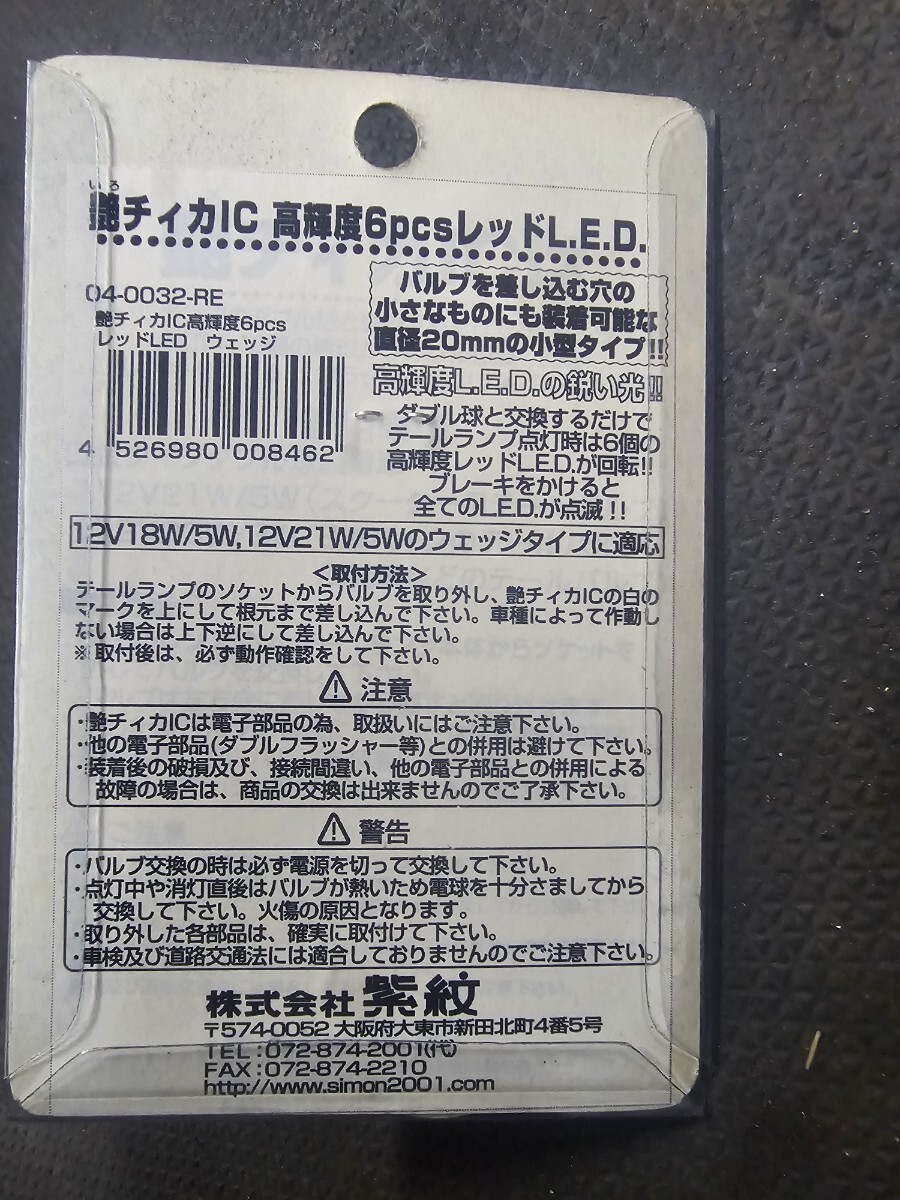 いろ
艶チィカIC 高輝度6pcsレッドL.E.D.
04-0032-RE
艶チィカIC高輝度6pcs
レッドLED ウェッジ
4 526980 008462
バルブを差し込む穴の
小さなものにも装着可能な
直径20mmの小型タイプ!!
高輝度L.E.D.の鋭い光!!
ダブル球と交換するだけで
テールランプ点灯時は6個の
高輝度レッドL.E.D.が回転!!
ブレーキをかけると
全てのL.E.D.が点滅!!
12V18W/5W,12V21W/5Wのウェッジタイプに適応
<取付方法>
テールランプのソケットからバルブを取り外し、艶チィカICの白の
マークを上にして根元まで差し込んで下さい。車種によって作動し
ない場合は上下逆にして差し込んで下さい。
※取付後は、必ず動作確認をして下さい。
⚠ 注意
・艶チィカICは電子部品の為、取扱いにはご注意下さい。
・他の電子部品(ダブルフラッシャー等)との併用は避けて下さい。
・装着後の破損及び、接続間違い、他の電子部品との併用による
故障の場合は、商品の交換は出来ませんのでご了承下さい。
⚠ 警告
・バルブ交換の時は必ず電源を切って交換して下さい。
・点灯中や消灯直後はバルブが熱いため電球を十分さましてから
交換して下さい。火傷の原因となります。
・取り外した各部品は、確実に取付けて下さい。
・車検及び道路交通法には適合しておりませんのでご注意下さい。
株式会社 紫紋
〒574-0052 大阪府大東市新田北町4番5号
TEL:072-874-2001(代)
FAX:072-874-2210
http://www.simon2001.com